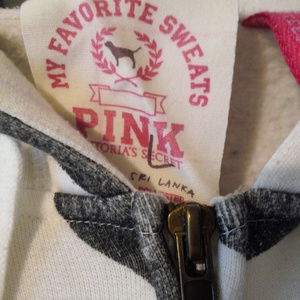 MY FAVORITE SWEATS
PINK
VICTORIA'S SECRET
L
SRI LANKA